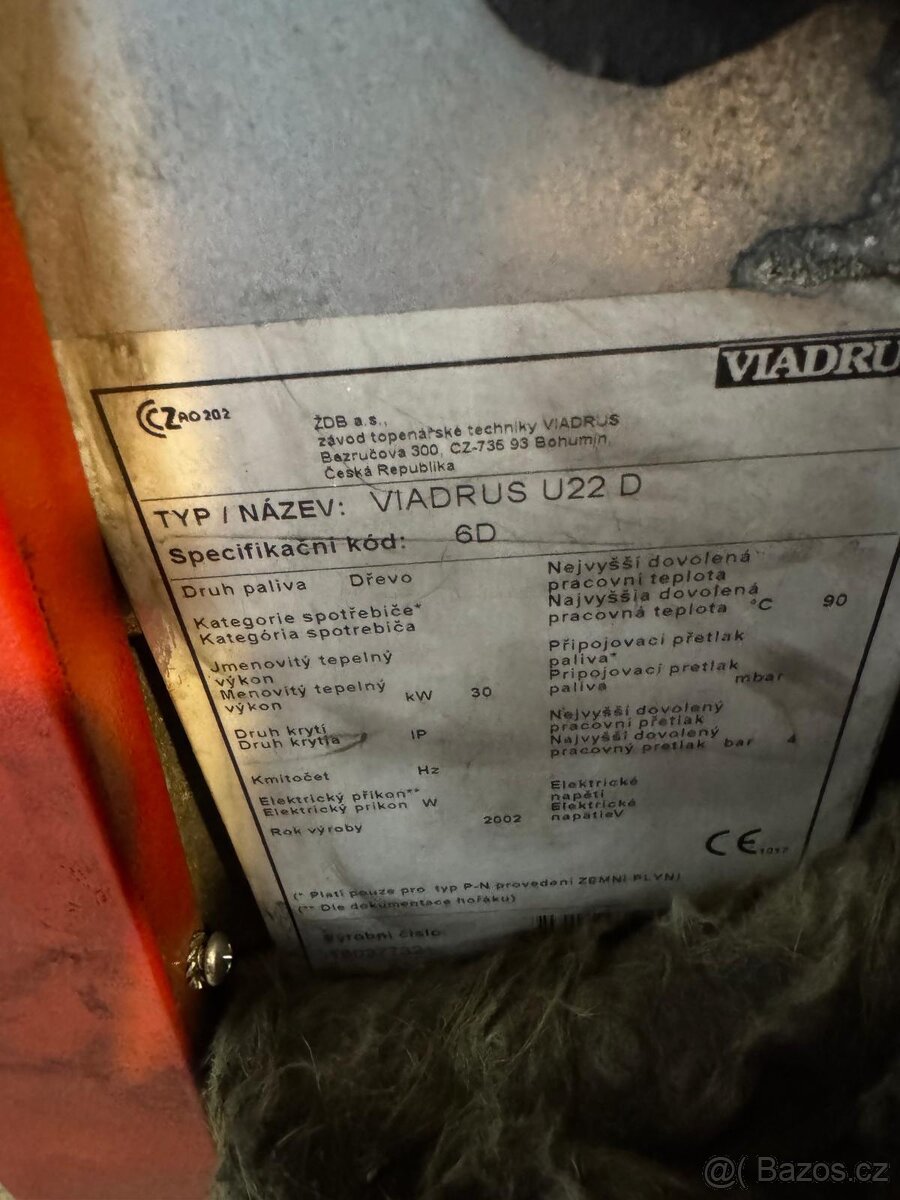 VIADRU
CZ AO 202
ŽDB a.s.,
závod topenářské techniky VIADRUS
Bezručova 300, CZ-735 93 Bohumín,
Česká Republika
TYP / NÁZEV: VIADRUS U22 D
Specifikační kód: 6D
Druh paliva Dřevo
Kategorie spotřebiče*
Kategória spotrebiča
Jmenovitý tepelný
výkon
Menovitý tepelný
výkon kW 30
Druh krytí
Druh krytia IP
Kmitočet Hz
Elektrický příkon**
Elektrický príkon W
Rok výroby 2002
Nejvyšší dovolená
pracovní teplota
Najvyššia dovolená
pracovná teplota °C 90
Připojovací přetlak
paliva*
Pripojovací pretlak
paliva mbar
Nejvyšší dovolený
pracovní přetlak
Najvyšší dovolený
pracovný pretlak bar 4
Elektrické
napětí
Elektrické
napätie V
CE 1017
(* Platí pouze pro typ P-N provedení ZEMNÍ PLYN)
(** Dle dokumentace hořáku)
Výrobní číslo
@( Bazos.cz